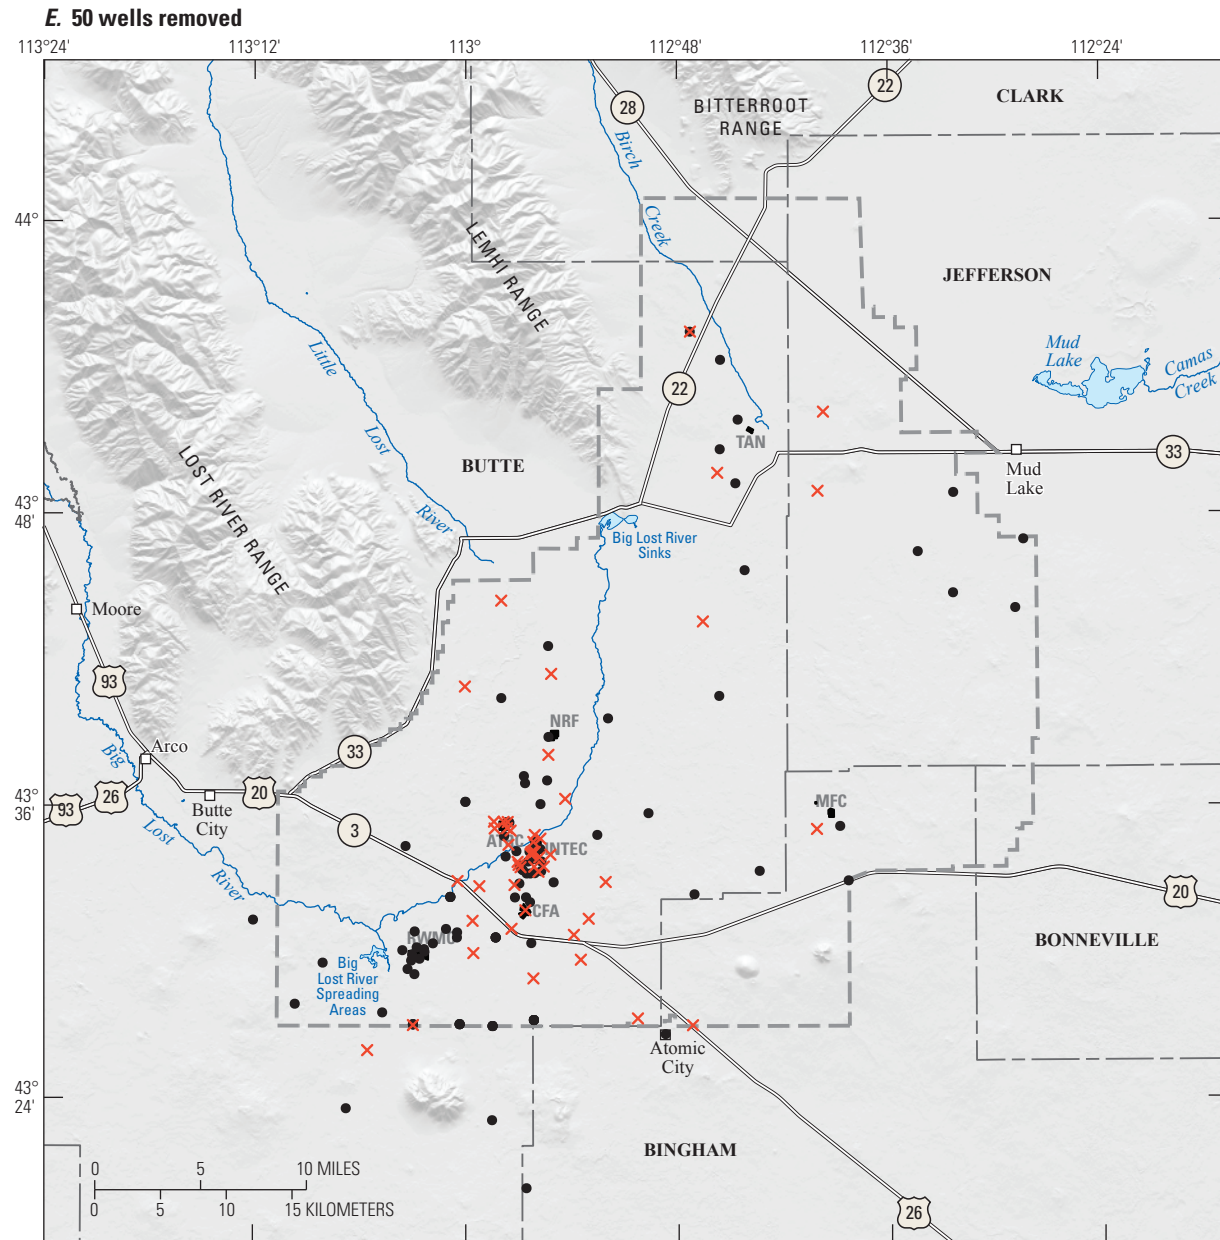 E. 50 wells removed
113°24'
113°12'
113°
112°48'
112°36'
112°24'
22
28
BITTERROOT
RANGE
CLARK
Birch
Creek
44°
LEMHI RANGE
JEFFERSON
Mud
Lake
Camas
Creek
Little
Lost
River
22
TAN
33
BUTTE
Mud
Lake
LOST RIVER RANGE
43°
48'
Big Lost River
Sinks
Moore
93
NRF
Arco
33
Big
Lost
River
26
93
20
Butte
City
43°
36'
3
MFC
ATRC
INTEC
20
CFA
RWMC
BONNEVILLE
Big
Lost River
Spreading
Areas
Atomic
City
43°
24'
BINGHAM
0 5 10 MILES
0 5 10 15 KILOMETERS
26